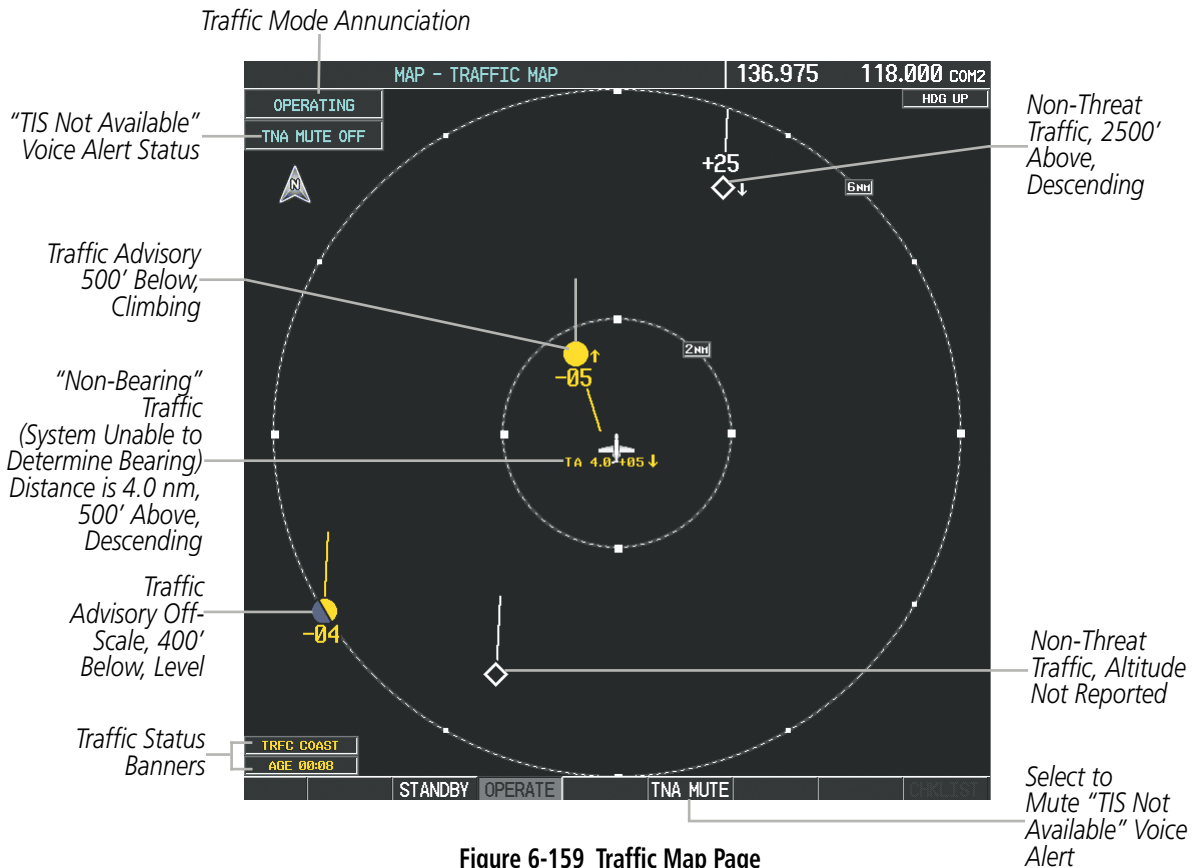 Traffic Mode Annunciation
MAP - TRAFFIC MAP
136.975
118.000 COM2
OPERATING
HDG UP
TNA MUTE OFF
"TIS Not Available"
Voice Alert Status
Non-Threat
Traffic, 2500'
Above,
Descending
N
+25
↓
6NM
Traffic Advisory
500' Below,
Climbing
2NM
↑
-05
"Non-Bearing"
Traffic
(System Unable to
Determine Bearing)
Distance is 4.0 nm,
500' Above,
Descending
TA 4.0 +05 ↓
Traffic
Advisory Off-
Scale, 400'
Below, Level
-04
Non-Threat
Traffic, Altitude
Not Reported
Traffic Status
Banners
TRFC COAST
AGE 00:08
STANDBY OPERATE TNA MUTE CHKLIST
Select to
Mute "TIS Not
Available" Voice
Alert
Figure 6-159 Traffic Map Page